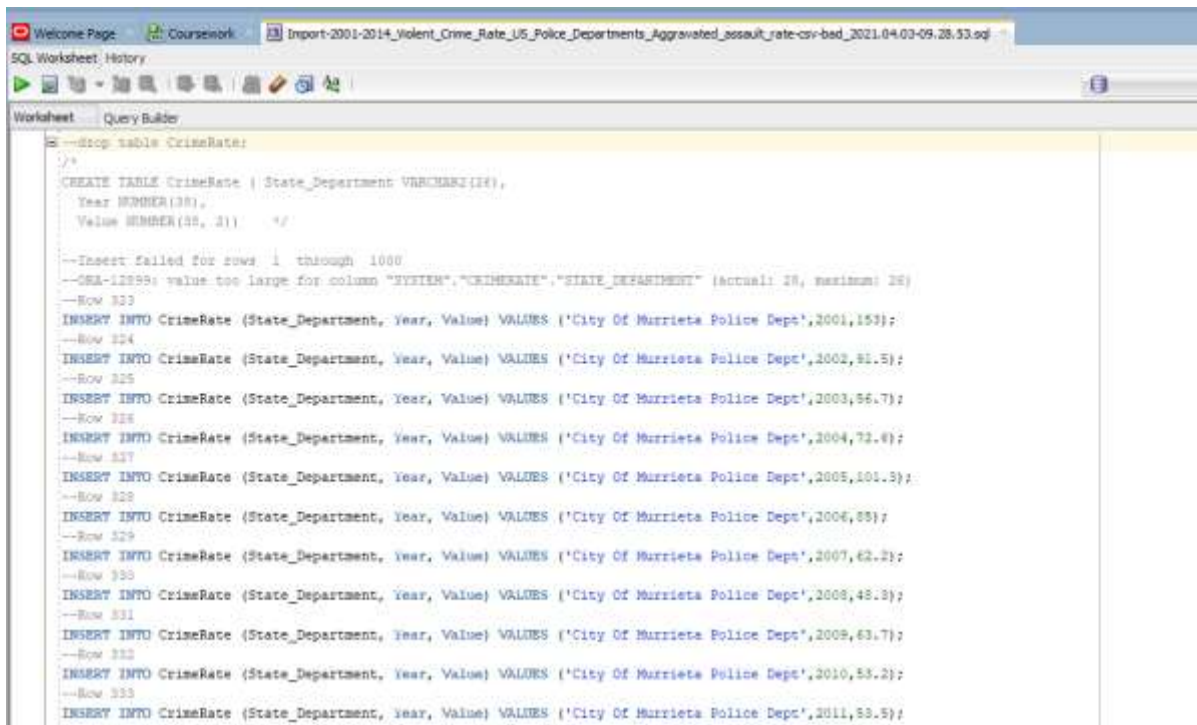 Welcome Page Coursework Import-2001-2014_Violent_Crime_Rate_US_Police_Departments_Aggravated_assault_rate-csv-bad_2021.04.03-09.28.53.sql
SQL Worksheet History
Worksheet Query Builder
--drop table CrimeRate;
/*
CREATE TABLE CrimeRate ( State_Department VARCHAR2(26),
Year NUMBER(38),
Value NUMBER(38, 2)) */
--Insert failed for rows 1 through 1000
--ORA-12899: value too large for column "SYSTEM"."CRIMERATE"."STATE_DEPARTMENT" (actual: 28, maximum: 26)
--Row 323
INSERT INTO CrimeRate (State_Department, Year, Value) VALUES ('City Of Murrieta Police Dept',2001,153);
--Row 324
INSERT INTO CrimeRate (State_Department, Year, Value) VALUES ('City Of Murrieta Police Dept',2002,91.5);
--Row 325
INSERT INTO CrimeRate (State_Department, Year, Value) VALUES ('City Of Murrieta Police Dept',2003,56.7);
--Row 326
INSERT INTO CrimeRate (State_Department, Year, Value) VALUES ('City Of Murrieta Police Dept',2004,72.8);
--Row 327
INSERT INTO CrimeRate (State_Department, Year, Value) VALUES ('City Of Murrieta Police Dept',2005,101.3);
--Row 328
INSERT INTO CrimeRate (State_Department, Year, Value) VALUES ('City Of Murrieta Police Dept',2006,85);
--Row 329
INSERT INTO CrimeRate (State_Department, Year, Value) VALUES ('City Of Murrieta Police Dept',2007,62.2);
--Row 330
INSERT INTO CrimeRate (State_Department, Year, Value) VALUES ('City Of Murrieta Police Dept',2008,48.3);
--Row 331
INSERT INTO CrimeRate (State_Department, Year, Value) VALUES ('City Of Murrieta Police Dept',2009,63.7);
--Row 332
INSERT INTO CrimeRate (State_Department, Year, Value) VALUES ('City Of Murrieta Police Dept',2010,53.2);
--Row 333
INSERT INTO CrimeRate (State_Department, Year, Value) VALUES ('City Of Murrieta Police Dept',2011,53.5);